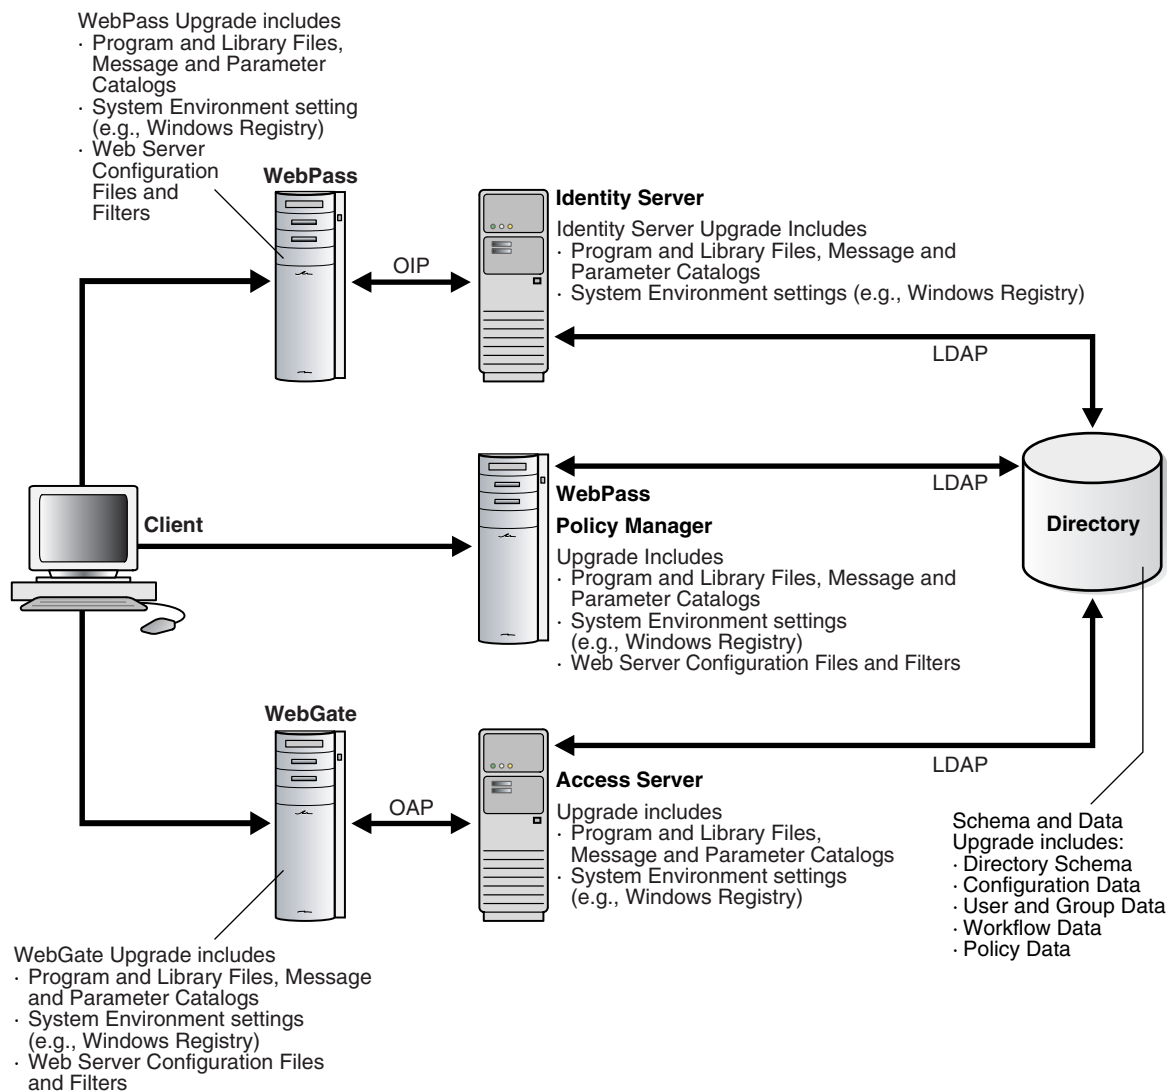 WebPass Upgrade includes
· Program and Library Files,
Message and Parameter
Catalogs
· System Environment setting
(e.g., Windows Registry)
· Web Server
Configuration
Files and
Filters
WebPass
OIP
Identity Server
Identity Server Upgrade Includes
· Program and Library Files, Message and
Parameter Catalogs
· System Environment settings (e.g., Windows Registry)
LDAP
Client
WebPass
Policy Manager
Upgrade Includes
· Program and Library Files, Message and
Parameter Catalogs
· System Environment settings
(e.g., Windows Registry)
· Web Server Configuration Files and Filters
LDAP
Directory
WebGate
OAP
Access Server
Upgrade includes
· Program and Library Files,
Message and Parameter Catalogs
· System Environment settings
(e.g., Windows Registry)
LDAP
Schema and Data
Upgrade includes:
· Directory Schema
· Configuration Data
· User and Group Data
· Workflow Data
· Policy Data
WebGate Upgrade includes
· Program and Library Files, Message
and Parameter Catalogs
· System Environment settings
(e.g., Windows Registry)
· Web Server Configuration Files
and Filters